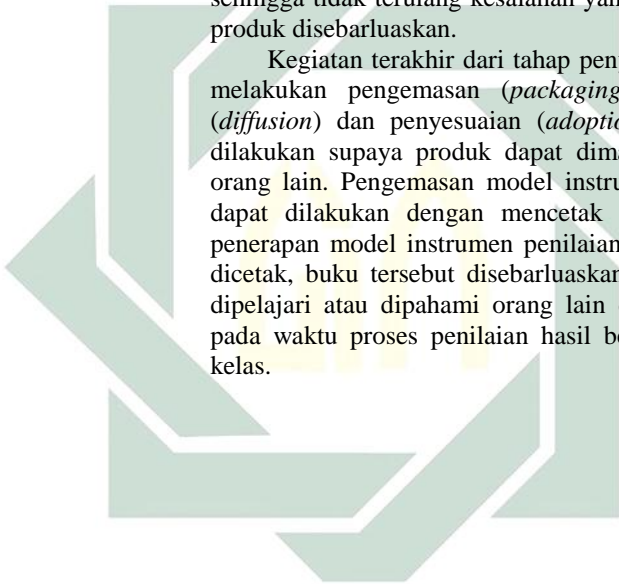 sehingga tidak terulang kesalahan yan
produk disebarluaskan.
Kegiatan terakhir dari tahap peny
melakukan pengemasan (packaging
(diffusion) dan penyesuaian (adoptio
dilakukan supaya produk dapat dima
orang lain. Pengemasan model instru
dapat dilakukan dengan mencetak
penerapan model instrumen penilaian
dicetak, buku tersebut disebarluaskan
dipelajari atau dipahami orang lain
pada waktu proses penilaian hasil be
kelas.